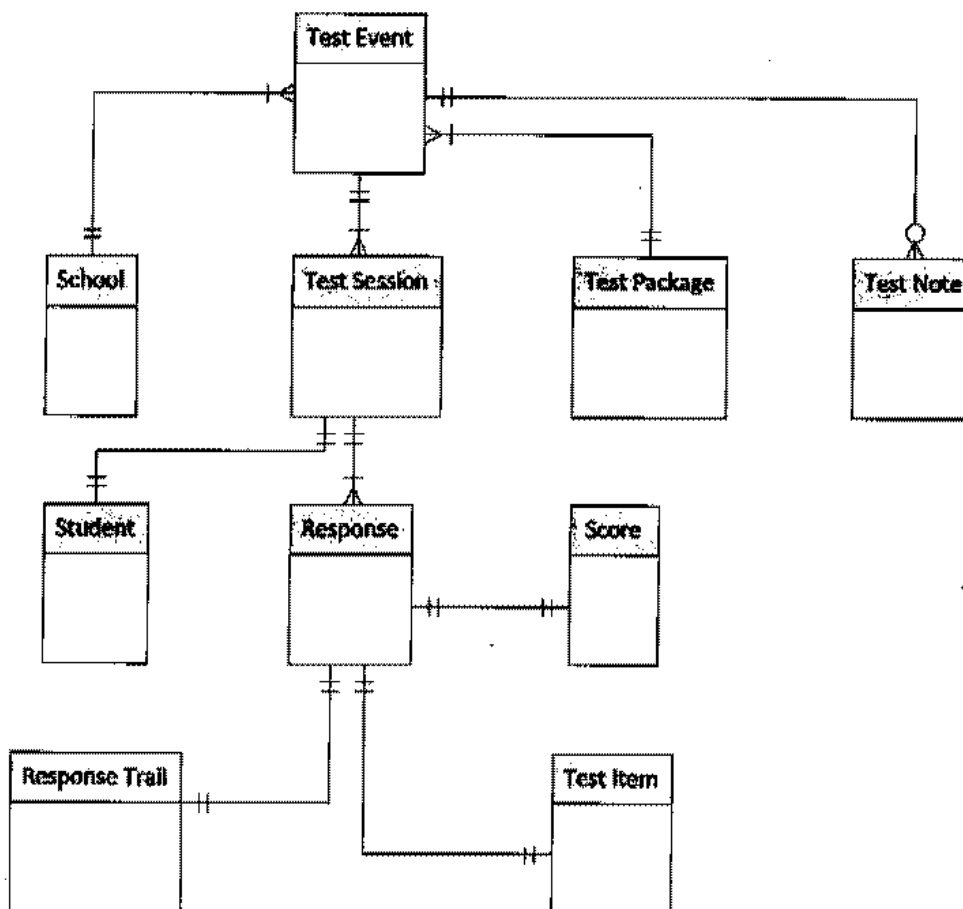 Test Event
School
Test Session
Test Package
Test Note
Student
Response
Score
Response Trail
Test Item